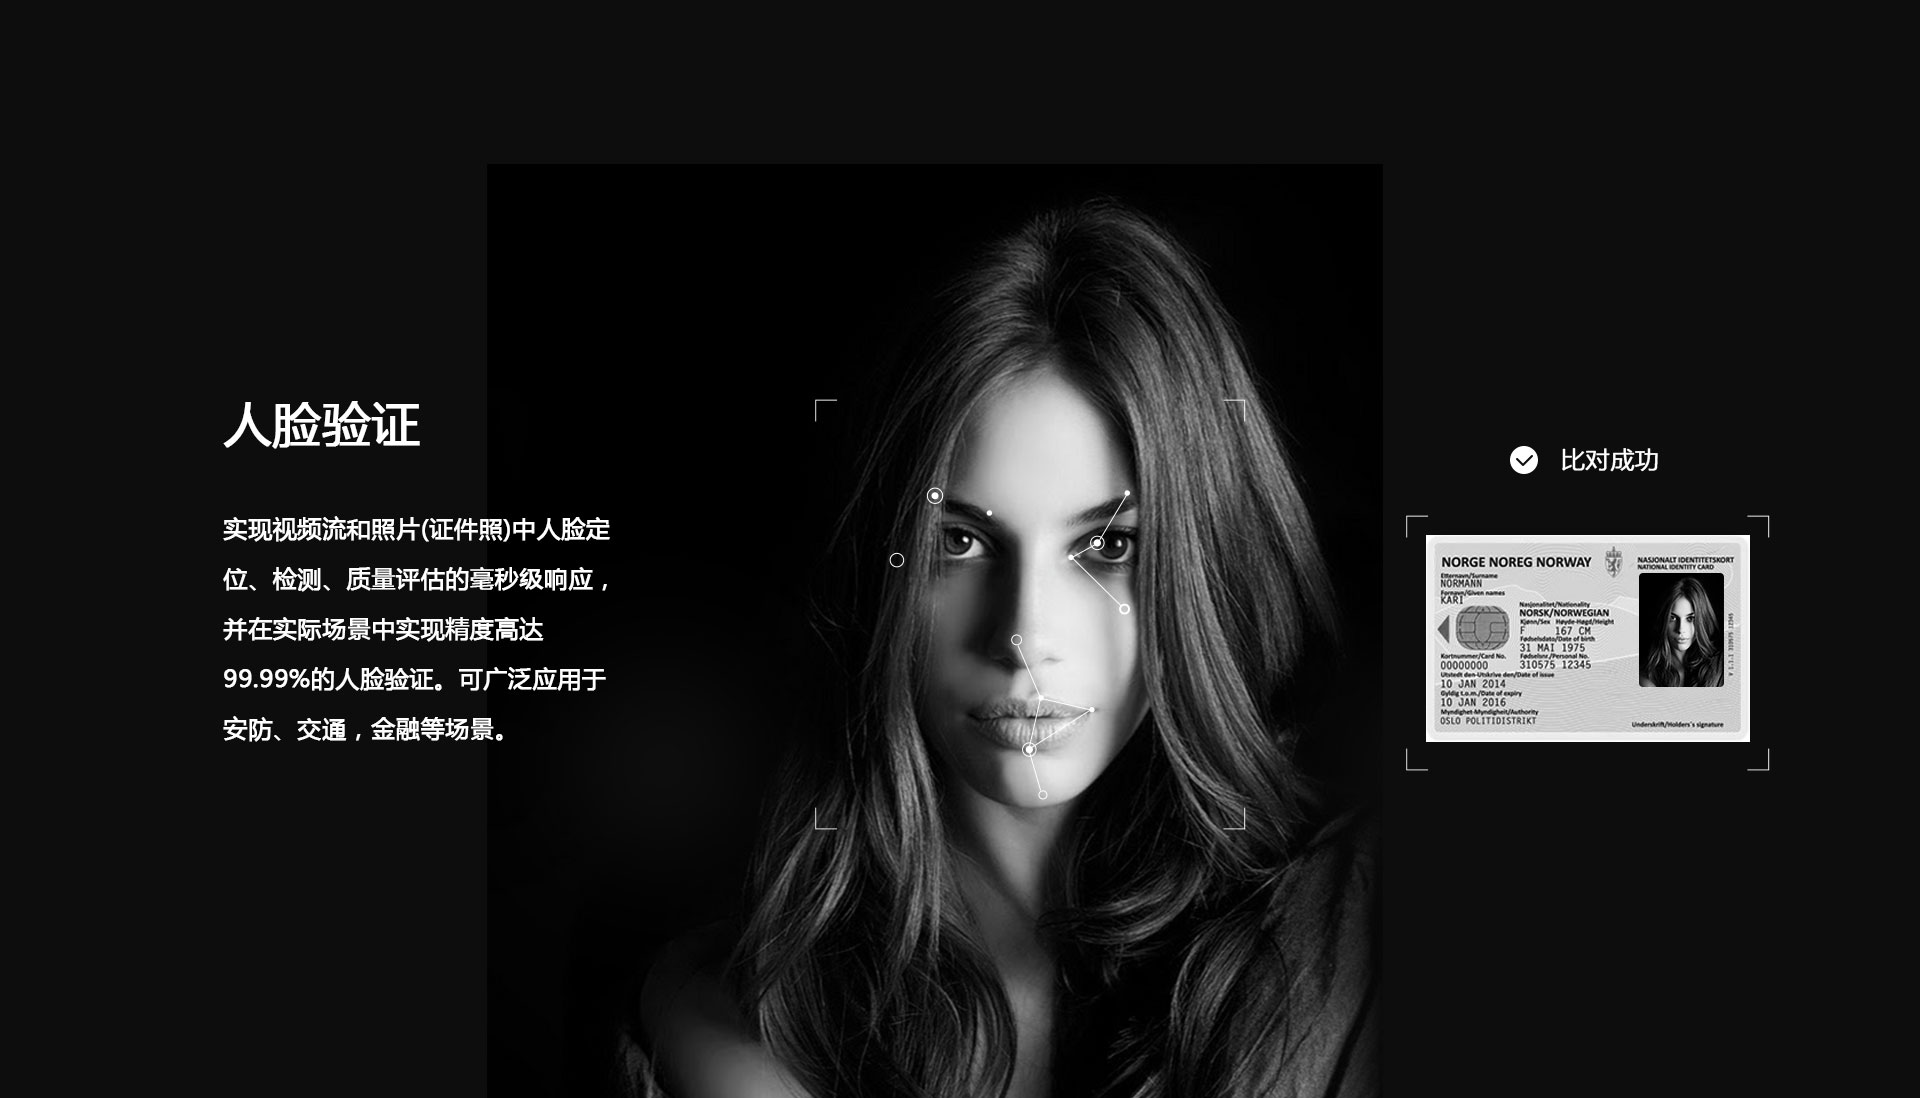 人脸验证
实现视频流和照片(证件照)中人脸定
位、检测、质量评估的毫秒级响应，
并在实际场景中实现精度高达
99.99%的人脸验证。可广泛应用于
安防、交通，金融等场景。
比对成功
NORGE NOREG NORWAY
NASJONALT IDENTITETSKORT
NATIONAL IDENTITY CARD
Etternavn/Surname
NORMANN
Fornavn/Given names
KARI
Nasjonalitet/Nationality
NORSK/NORWEGIAN
Kjønn/Sex Høyde-Høgd/Height
F 167 CM
Fødselsdato/Date of birth
31 MAI 1975
Kortnummer/Card No.
00000000
Fødselsnr./Personal No.
310575 12345
Utstedt den-Utskrive den/Date of issue
10 JAN 2014
Gyldig t.o.m./Date of expiry
10 JAN 2016
Myndighet-Myndigheit/Authority
OSLO POLITIDISTRIKT
Underskrift/Holders's signature